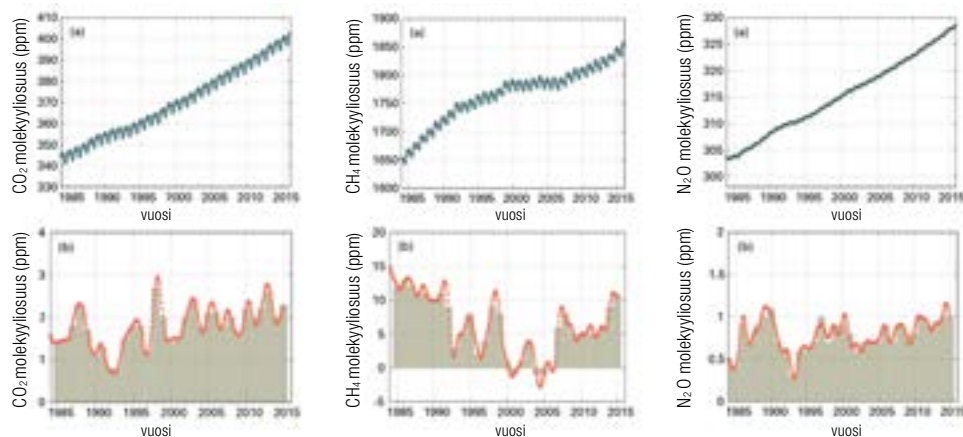 CO₂ molekyyliosuus (ppm)
410
400
390
380
370
360
350
340
330
(a)
1985 1990 1995 2000 2005 2010 2015
vuosi
CH₄ molekyyliosuus (ppm)
1900
1850
1800
1750
1700
1650
1600
(a)
1985 1990 1995 2000 2005 2010 2015
vuosi
N₂O molekyyliosuus (ppm)
330
325
320
315
310
305
300
(a)
1985 1990 1995 2000 2005 2010 2015
vuosi
CO₂ molekyyliosuus (ppm)
4
3
2
1
0
(b)
1985 1990 1995 2000 2005 2010 2015
vuosi
CH₄ molekyyliosuus (ppm)
20
15
10
5
0
-5
(b)
1985 1990 1995 2000 2005 2010 2015
vuosi
N₂O molekyyliosuus (ppm)
2
1.5
1
0.5
0
(b)
1985 1990 1995 2000 2005 2010 2015
vuosi